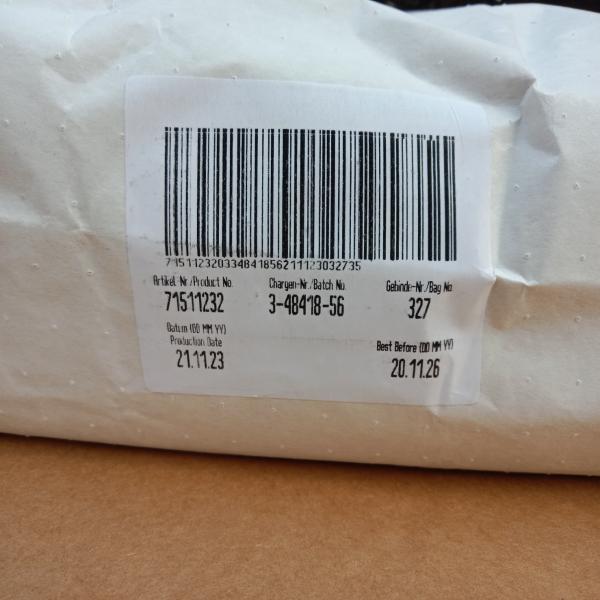 715112320334841856211123032735
Artikel-Nr./Product No.
Chargen-Nr./Batch No.
Gebinde-Nr./Bag No.
71511232
3-48418-56
327
Datum (DD MM YY)
Production Date
Best Before (DD MM YY)
21.11.23
20.11.26